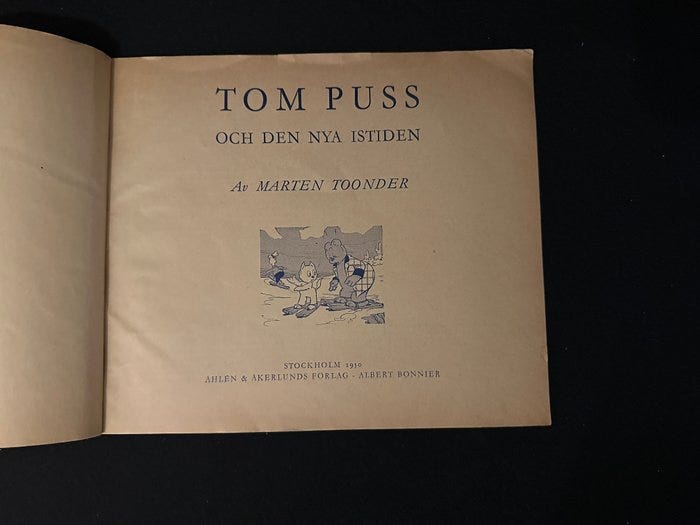 TOM PUSS
OCH DEN NYA ISTIDEN
Av MARTEN TOONDER
STOCKHOLM 1950
ÅHLÉN & ÅKERLUNDS FÖRLAG - ALBERT BONNIER